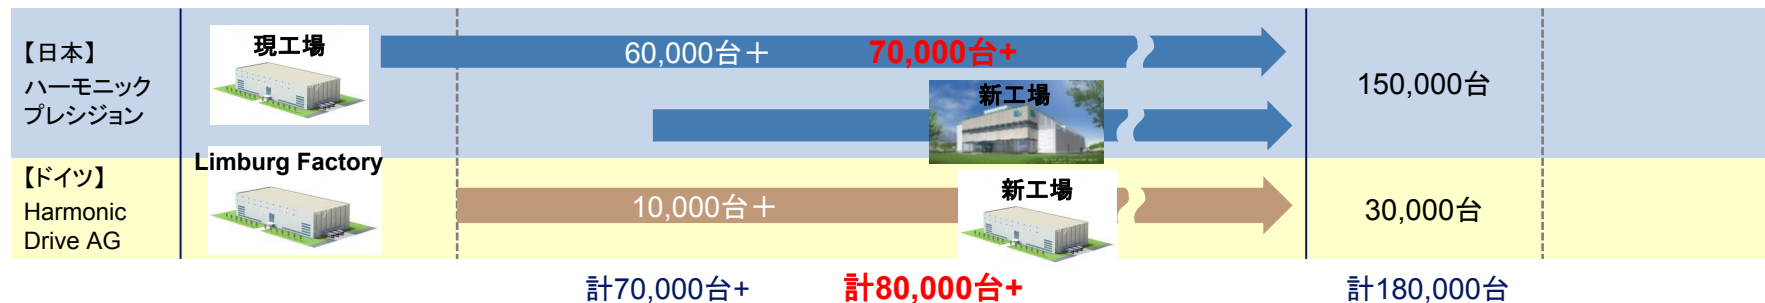 【日本】
ハーモニック
プレシジョン
現工場
60,000台＋
70,000台+
新工場
150,000台
【ドイツ】
Harmonic
Drive AG
Limburg Factory
10,000台＋
新工場
30,000台
計70,000台+
計80,000台+
計180,000台